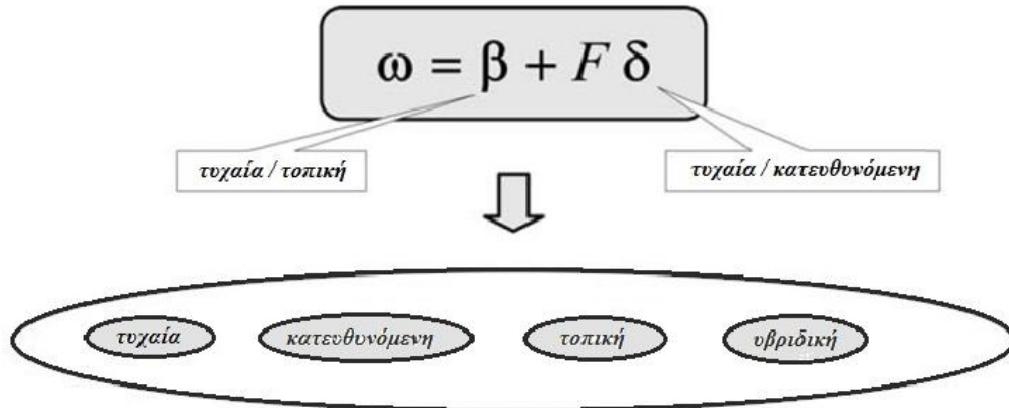 ω = β + F δ
τυχαία / τοπική
τυχαία / κατευθυνόμενη
τυχαία
κατευθυνόμενη
τοπική
υβριδική